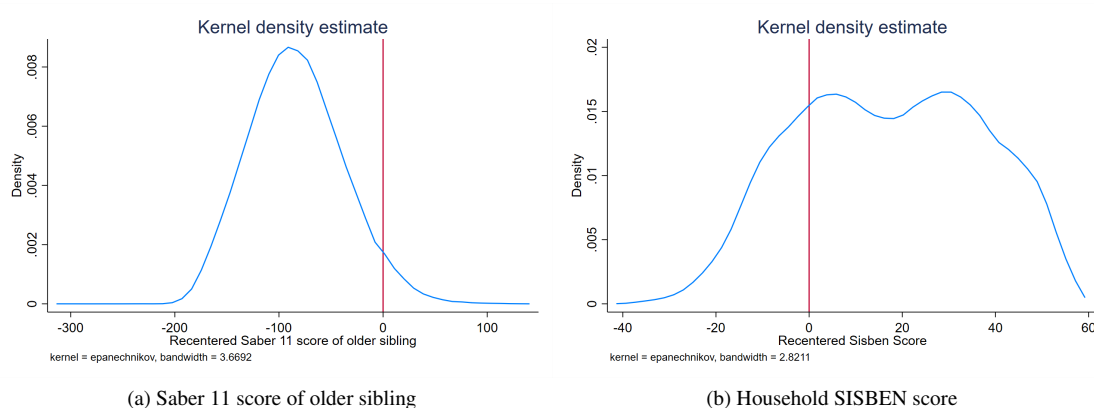 Kernel density estimate
Density
.008
.006
.004
.002
0
-300 -200 -100 0 100
Recentered Saber 11 score of older sibling
kernel = epanechnikov, bandwidth = 3.6692
(a) Saber 11 score of older sibling
Kernel density estimate
Density
.02
.015
.01
.005
0
-40 -20 0 20 40 60
Recentered Sisben Score
kernel = epanechnikov, bandwidth = 2.8211
(b) Household SISBEN score